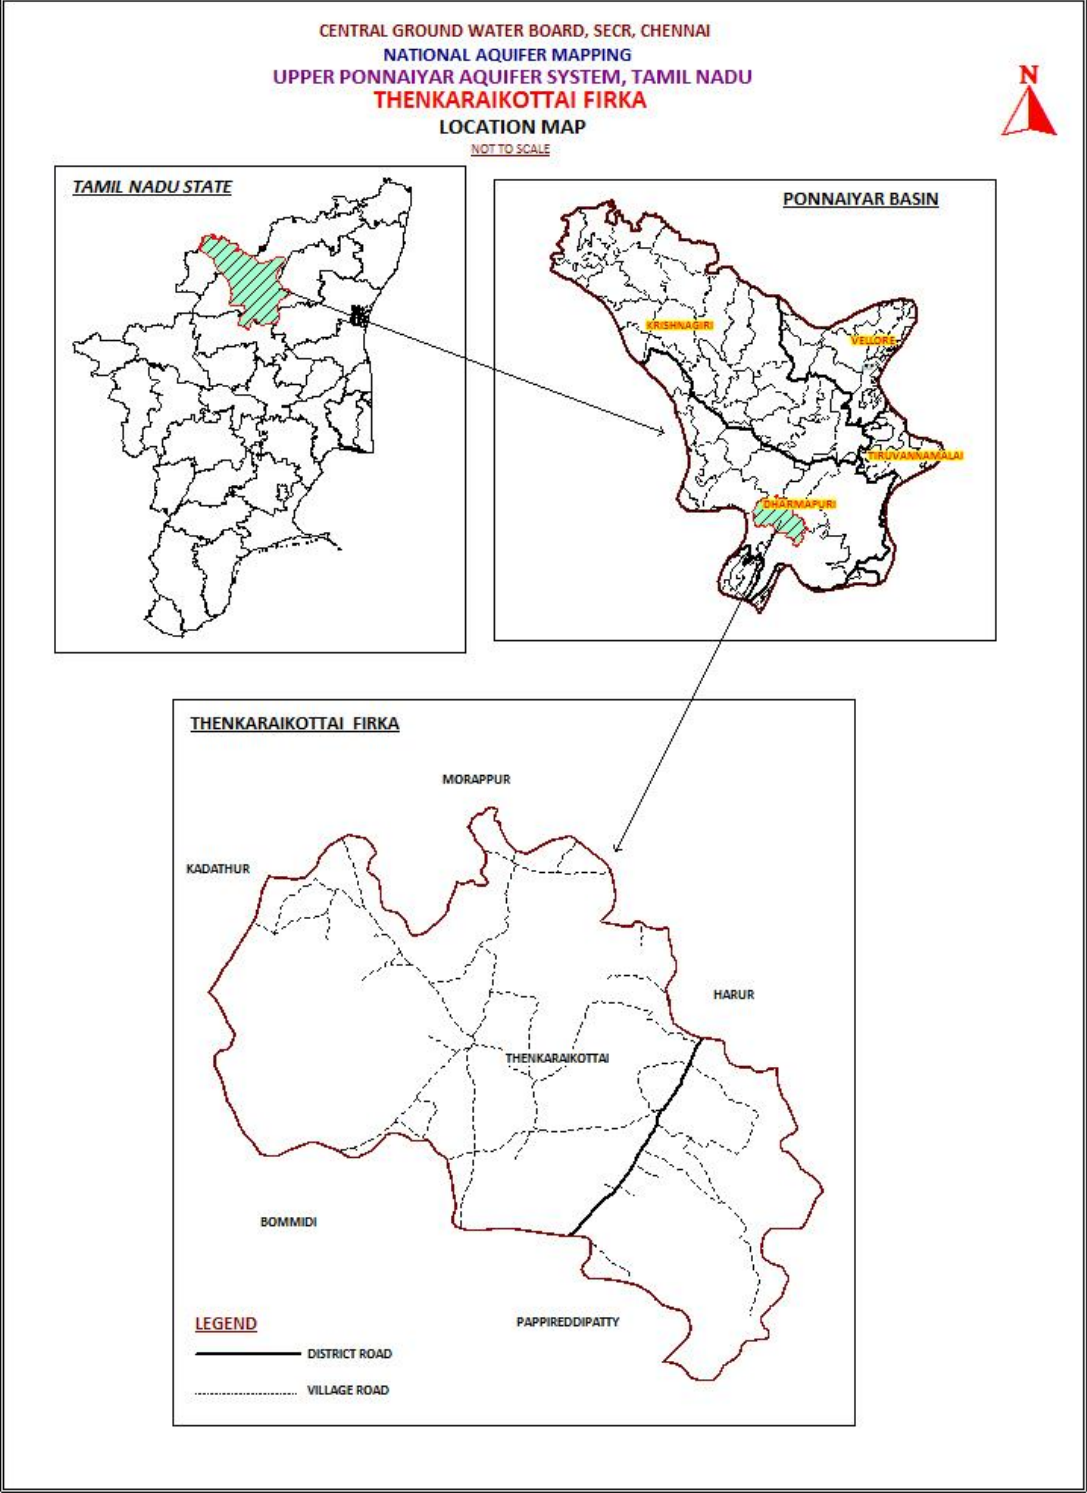 CENTRAL GROUND WATER BOARD, SECR, CHENNAI
NATIONAL AQUIFER MAPPING
UPPER PONNAIYAR AQUIFER SYSTEM, TAMIL NADU
THENKARAIKOTTAI FIRKA
LOCATION MAP
NOT TO SCALE
N
TAMIL NADU STATE
PONNAIYAR BASIN
KRISHNAGIRI
VELLORE
TIRUVANNAMALAI
DHARMAPURI
THENKARAIKOTTAI FIRKA
MORAPPUR
KADATHUR
HARUR
THENKARAIKOTTAI
BOMMIDI
PAPPIREDDIPATTY
LEGEND
DISTRICT ROAD
VILLAGE ROAD